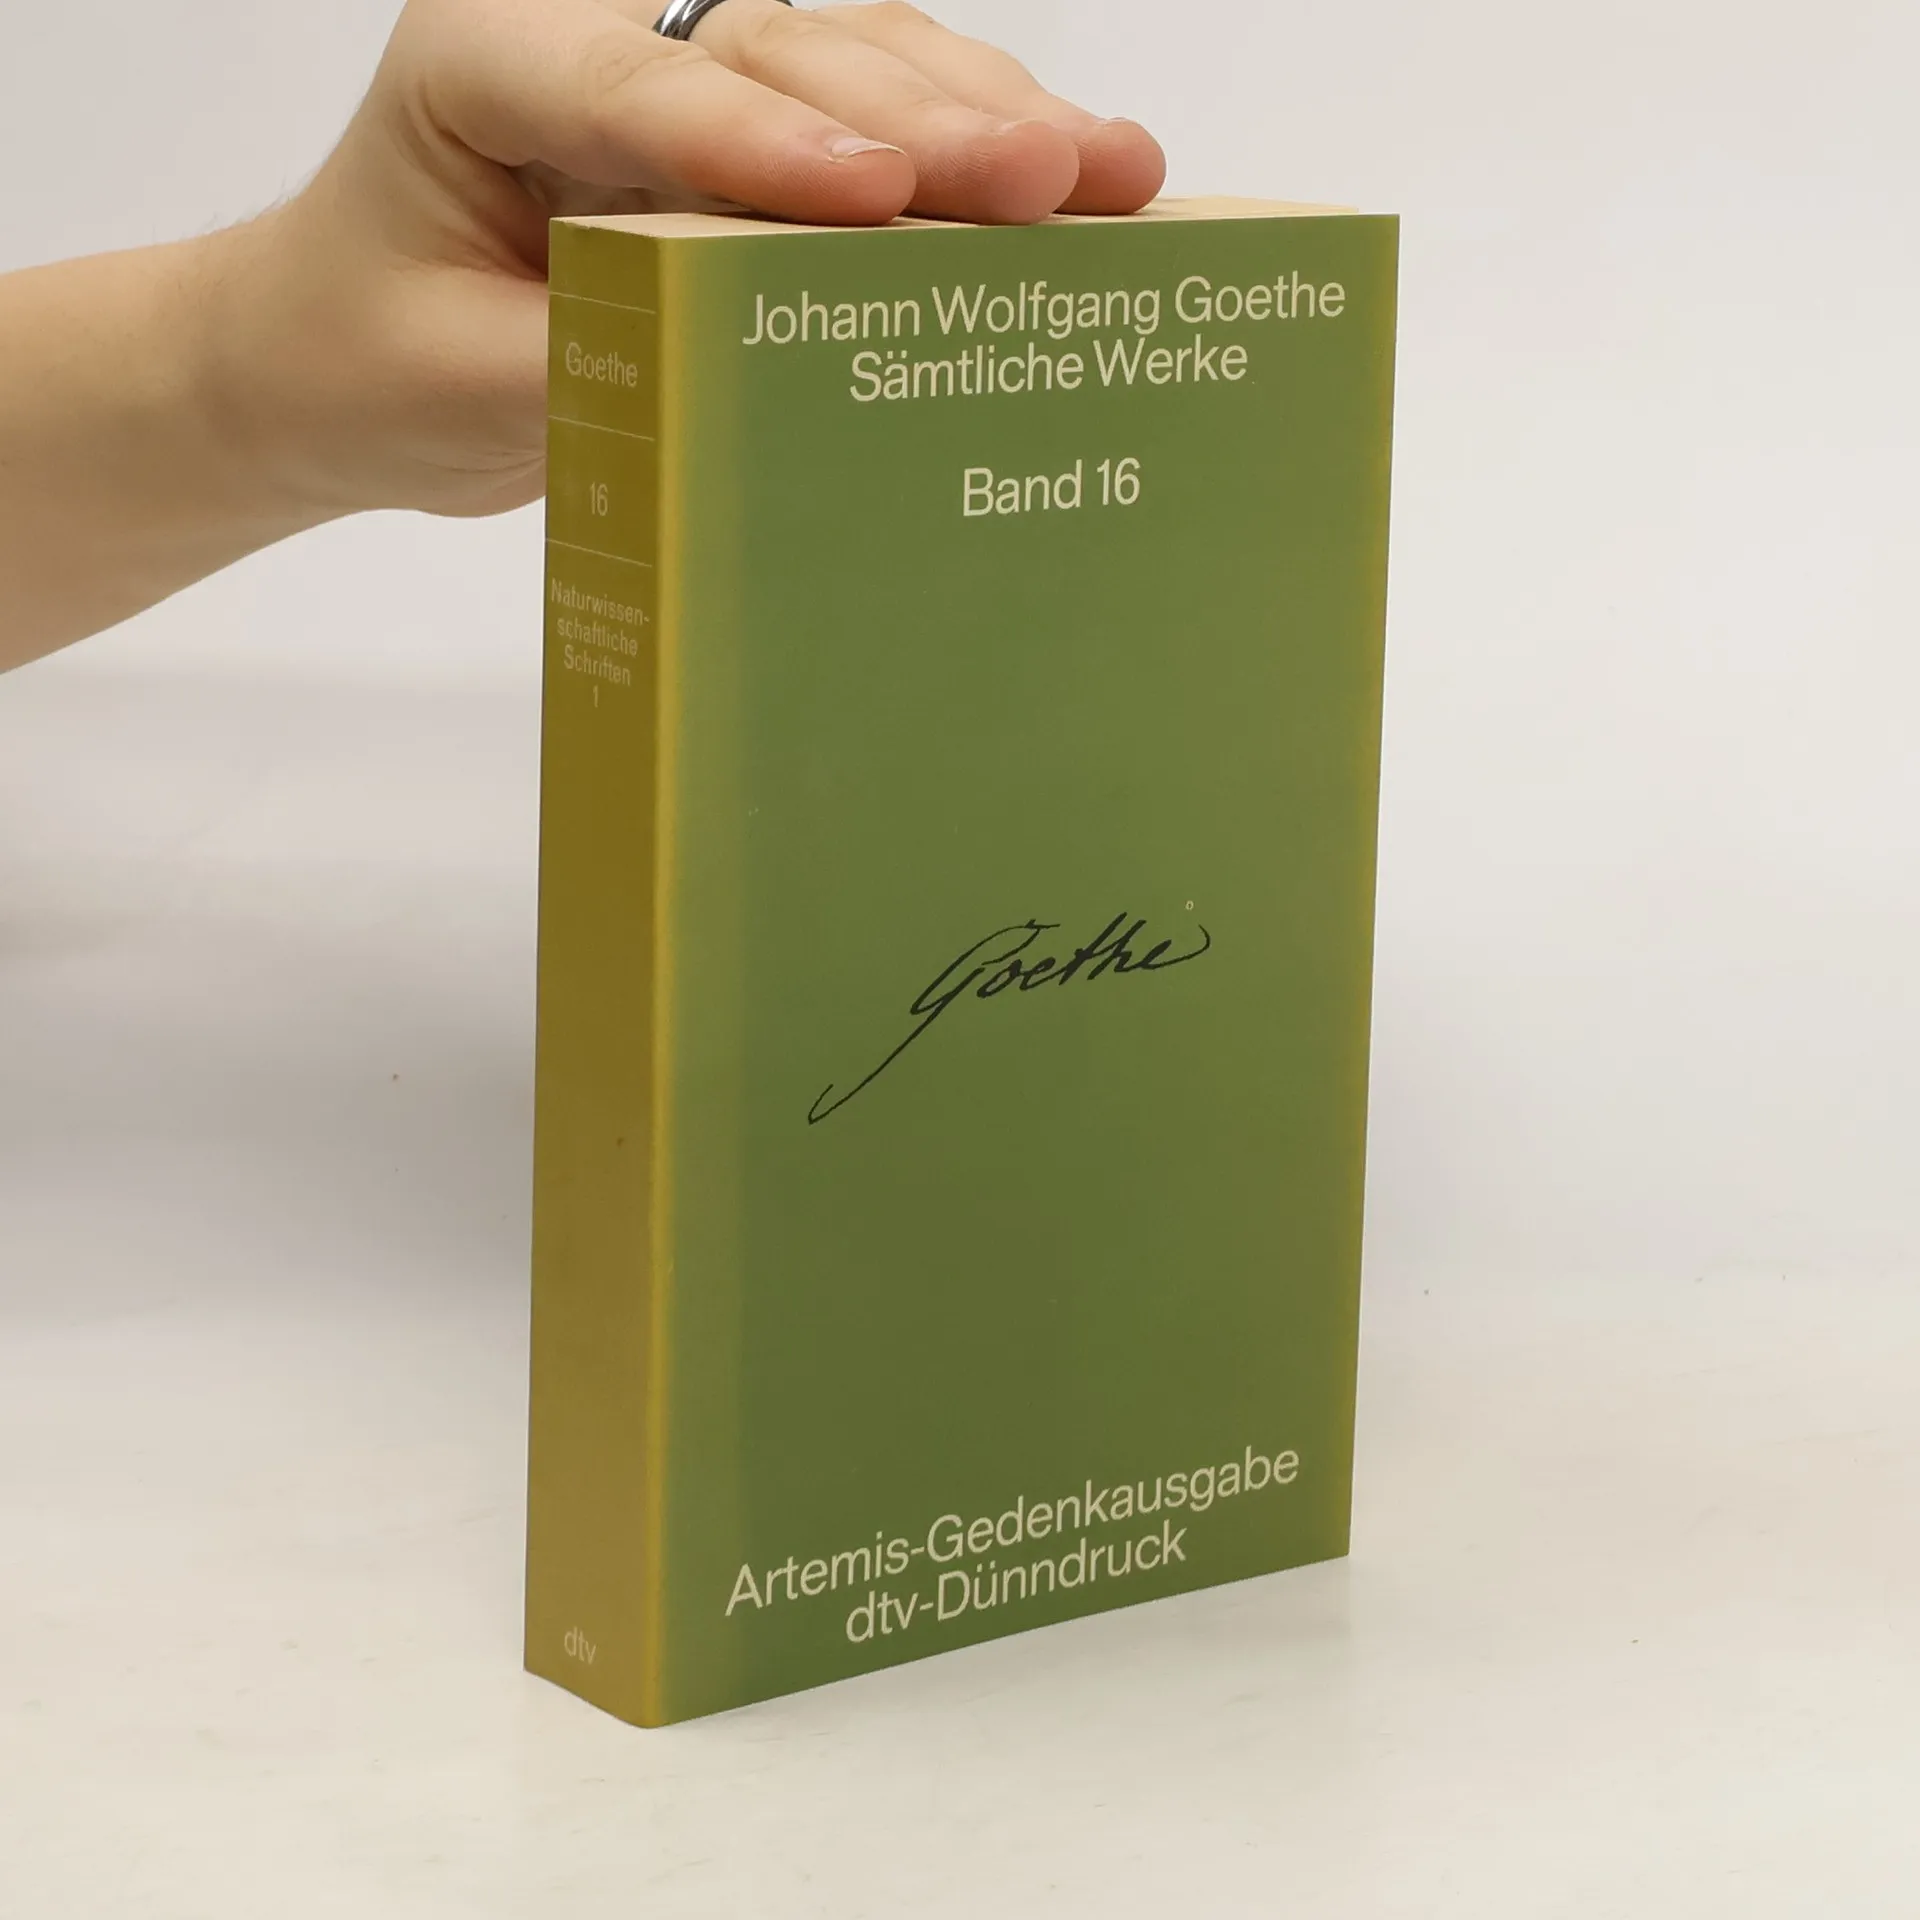 Goethe
16
Naturwissen-
schaftliche
Schriften
1
dtv
Johann Wolfgang Goethe
Sämtliche Werke
Band 16
Goethe
Artemis-Gedenkausgabe
dtv-Dünndruck